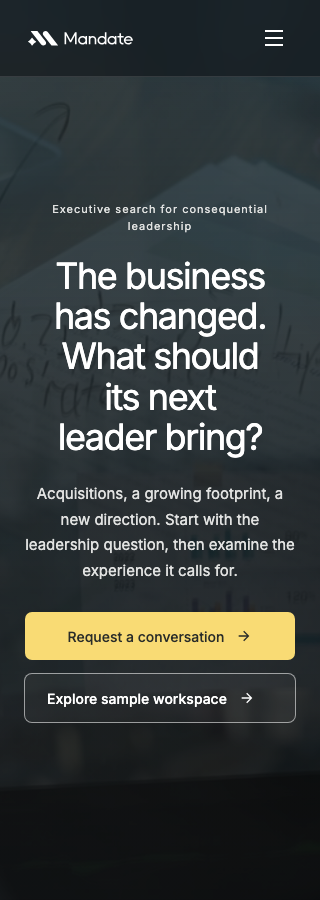 Mandate
Executive search for consequential
leadership
The business
has changed.
What should
its next
leader bring?
Acquisitions, a growing footprint, a
new direction. Start with the
leadership question, then examine the
experience it calls for.
Request a conversation →
Explore sample workspace →